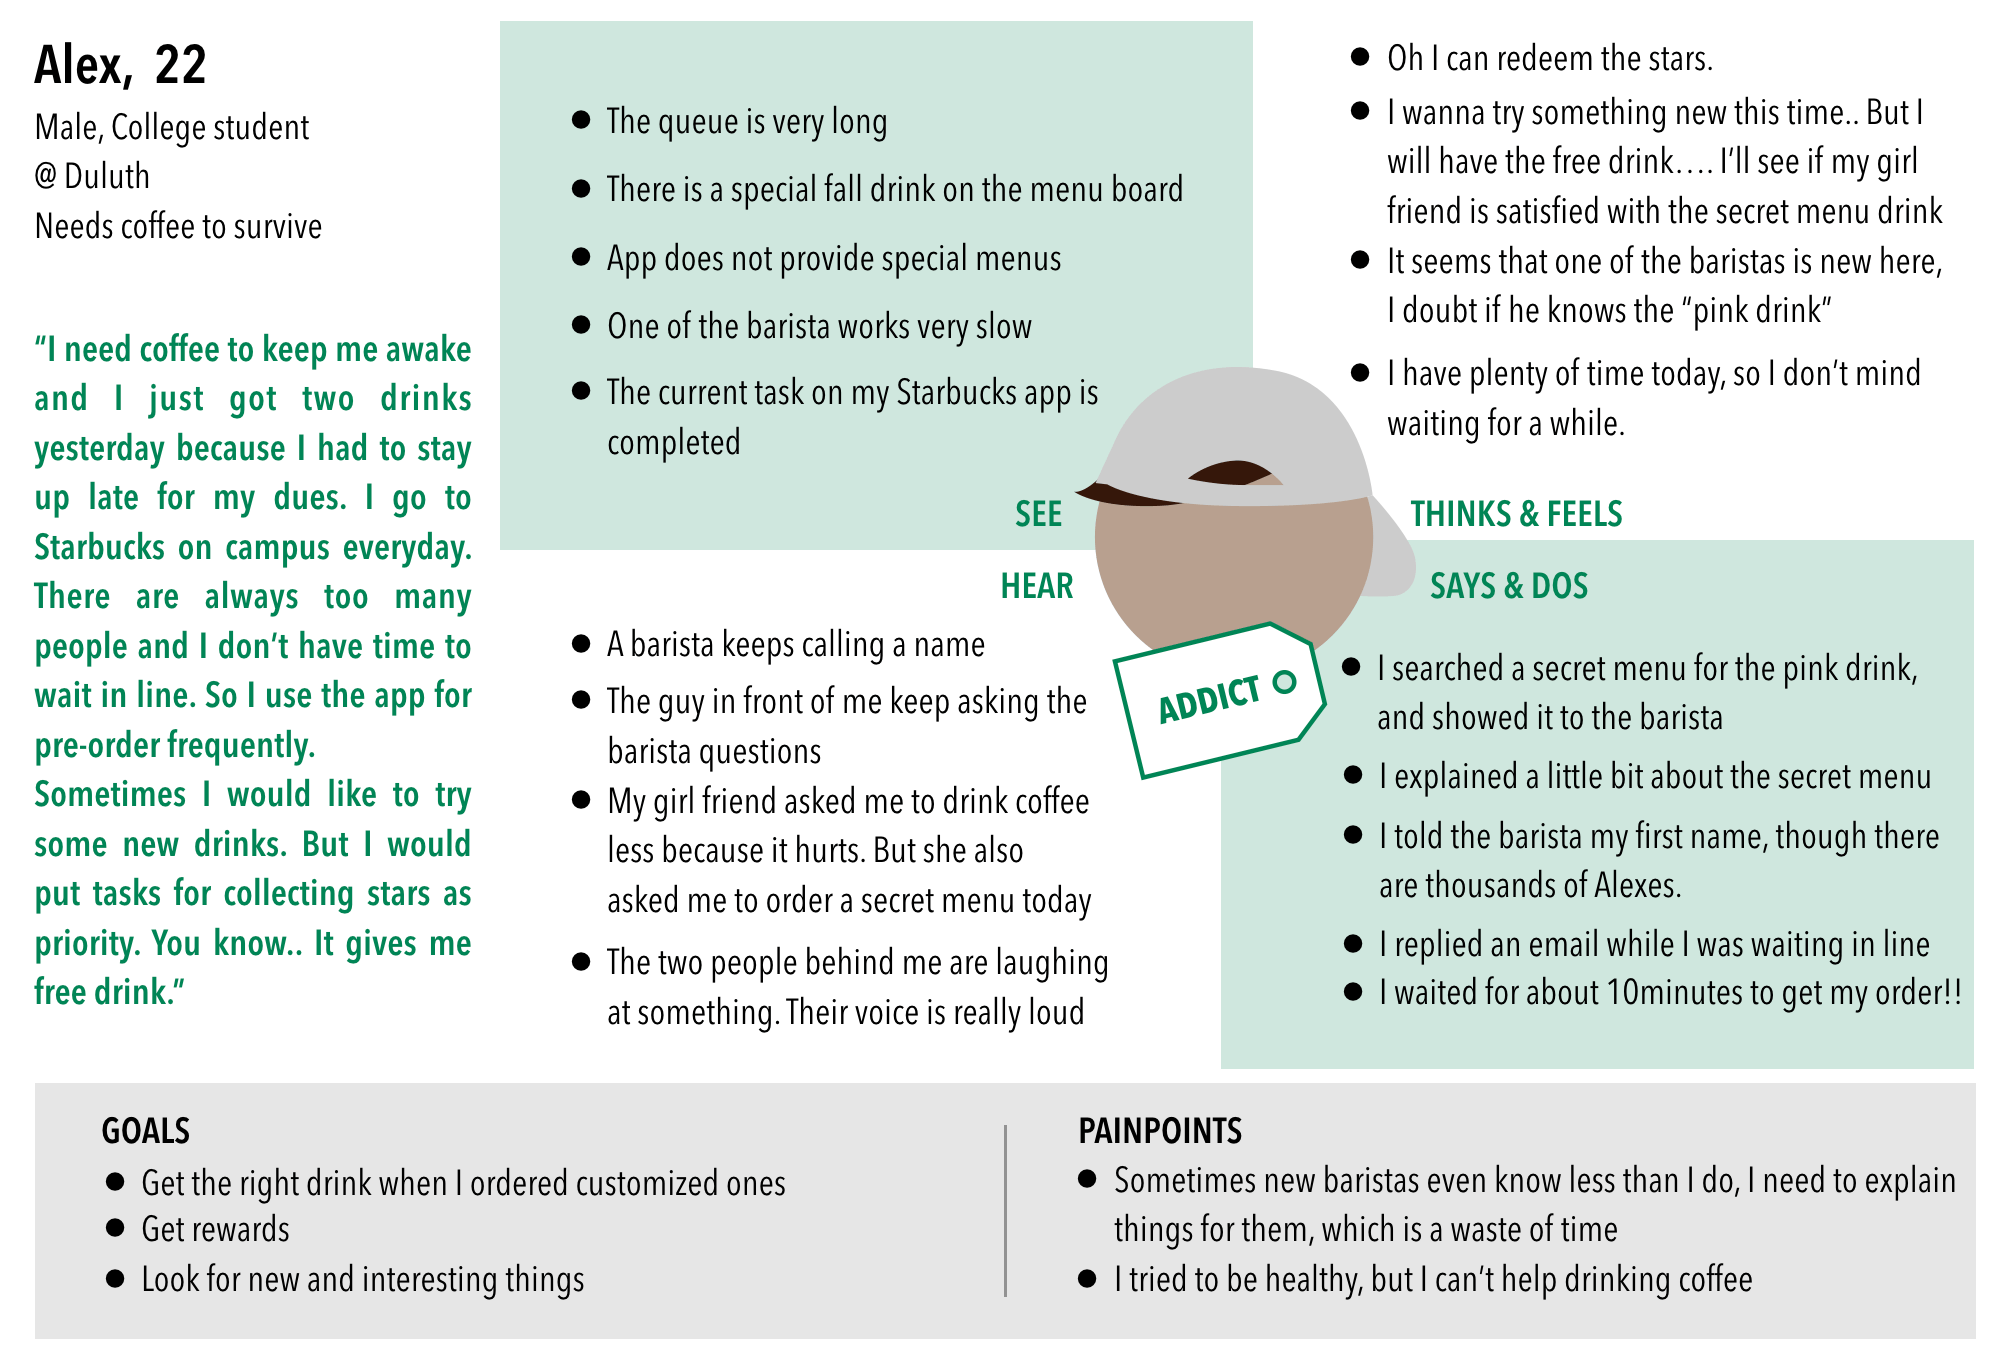 Alex, 22
Male, College student
@ Duluth
Needs coffee to survive
“I need coffee to keep me awake
and I just got two drinks
yesterday because I had to stay
up late for my dues. I go to
Starbucks on campus everyday.
There are always too many
people and I don’t have time to
wait in line. So I use the app for
pre-order frequently.
Sometimes I would like to try
some new drinks. But I would
put tasks for collecting stars as
priority. You know.. It gives me
free drink.”
● The queue is very long
● There is a special fall drink on the menu board
● App does not provide special menus
● One of the barista works very slow
● The current task on my Starbucks app is
completed
SEE
● Oh I can redeem the stars.
● I wanna try something new this time.. But I
will have the free drink.... I’ll see if my girl
friend is satisfied with the secret menu drink
● It seems that one of the baristas is new here,
I doubt if he knows the “pink drink”
● I have plenty of time today, so I don’t mind
waiting for a while.
THINKS & FEELS
HEAR
● A barista keeps calling a name
● The guy in front of me keep asking the
barista questions
● My girl friend asked me to drink coffee
less because it hurts. But she also
asked me to order a secret menu today
● The two people behind me are laughing
at something. Their voice is really loud
ADDICT
SAYS & DOS
● I searched a secret menu for the pink drink,
and showed it to the barista
● I explained a little bit about the secret menu
● I told the barista my first name, though there
are thousands of Alexes.
● I replied an email while I was waiting in line
● I waited for about 10minutes to get my order!!
GOALS
● Get the right drink when I ordered customized ones
● Get rewards
● Look for new and interesting things
PAINPOINTS
● Sometimes new baristas even know less than I do, I need to explain
things for them, which is a waste of time
● I tried to be healthy, but I can’t help drinking coffee